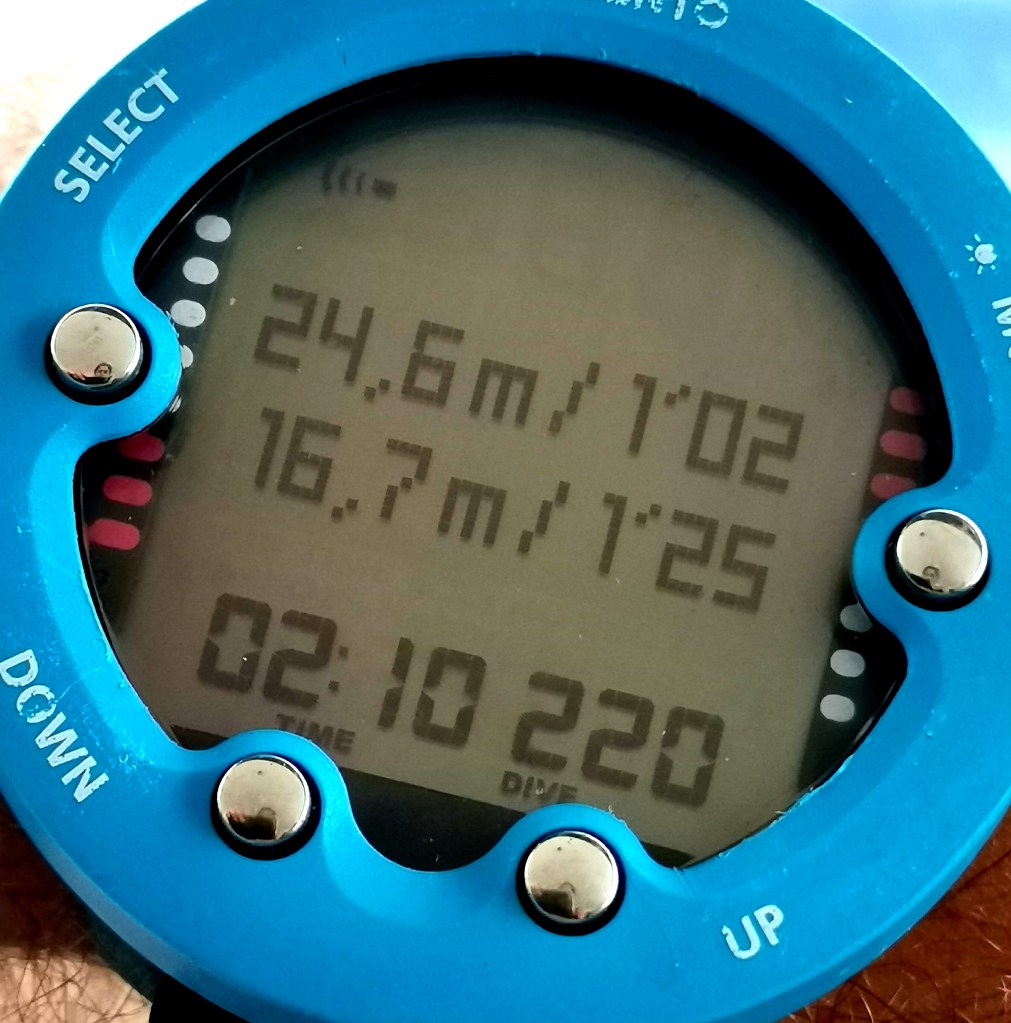 SELECT
24.6m/1'02
16.7m/1'25
02:10 220
TIME
DIVE
DOWN
UP